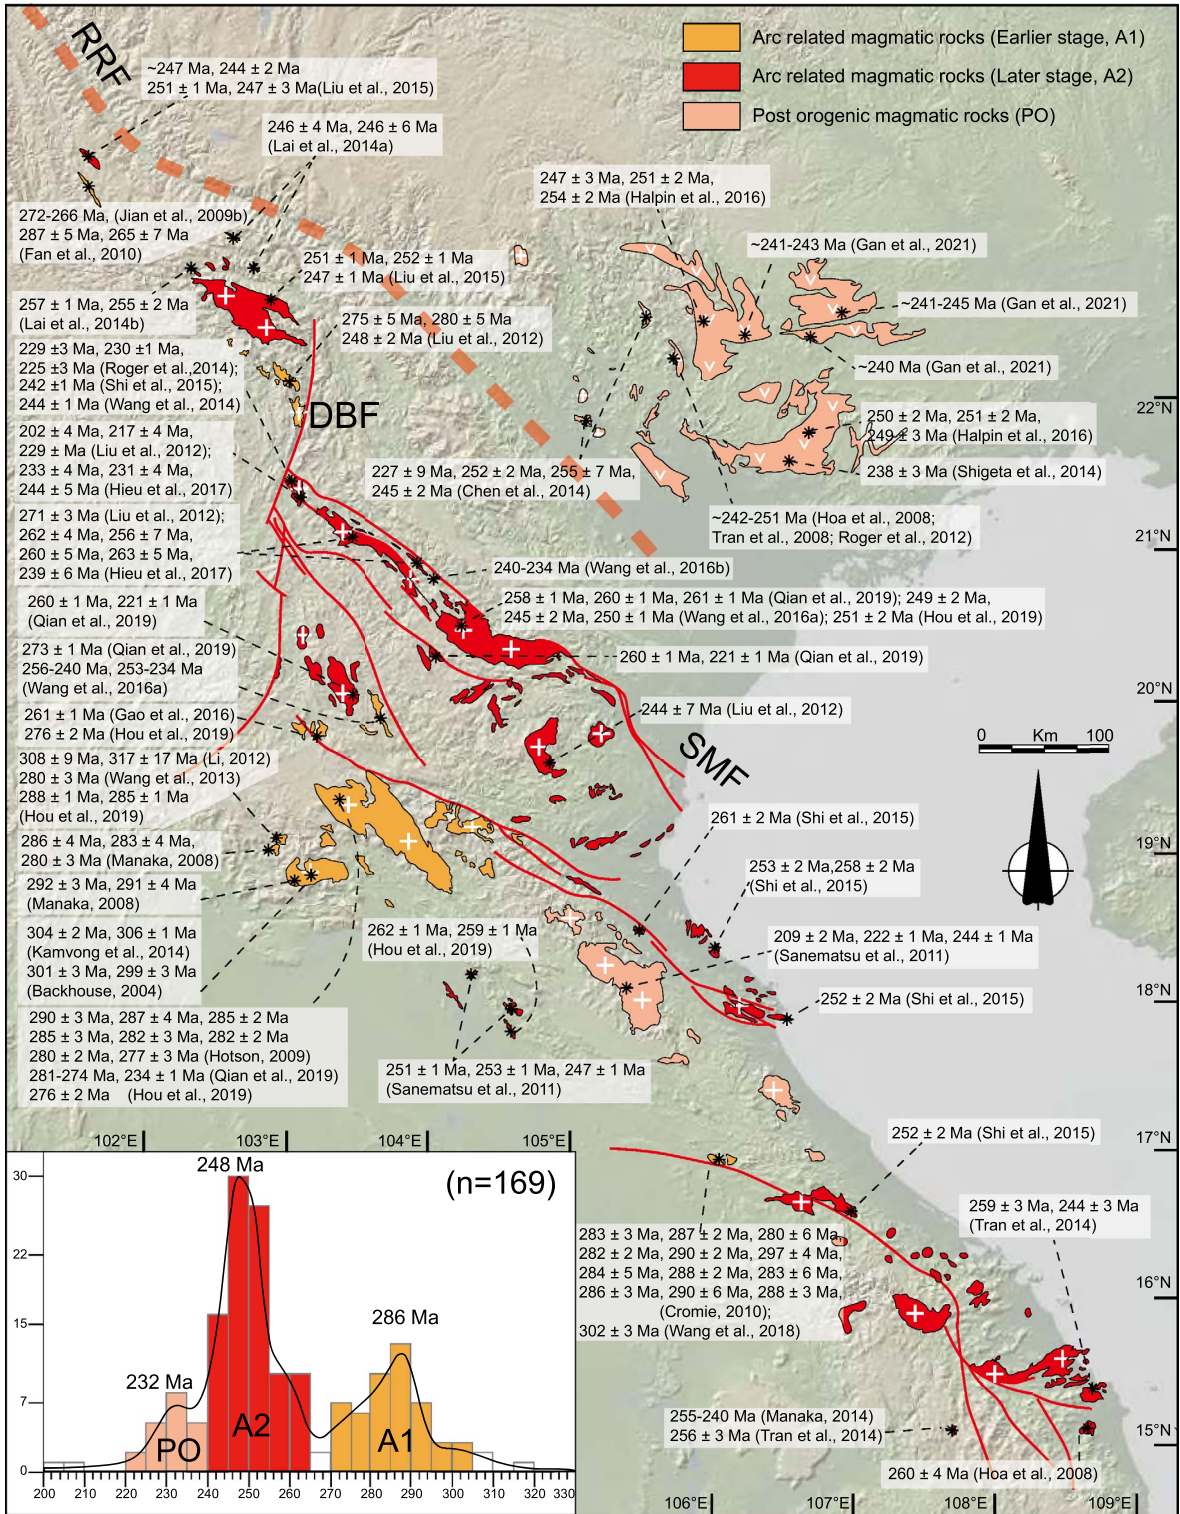 RRF
Arc related magmatic rocks (Earlier stage, A1)
Arc related magmatic rocks (Later stage, A2)
Post orogenic magmatic rocks (PO)
~247 Ma, 244 ± 2 Ma
251 ± 1 Ma, 247 ± 3 Ma(Liu et al., 2015)
246 ± 4 Ma, 246 ± 6 Ma
(Lai et al., 2014a)
247 ± 3 Ma, 251 ± 2 Ma,
254 ± 2 Ma (Halpin et al., 2016)
272-266 Ma, (Jian et al., 2009b)
287 ± 5 Ma, 265 ± 7 Ma
(Fan et al., 2010)
~241-243 Ma (Gan et al., 2021)
251 ± 1 Ma, 252 ± 1 Ma
247 ± 1 Ma (Liu et al., 2015)
257 ± 1 Ma, 255 ± 2 Ma
(Lai et al., 2014b)
~241-245 Ma (Gan et al., 2021)
275 ± 5 Ma, 280 ± 5 Ma
248 ± 2 Ma (Liu et al., 2012)
229 ±3 Ma, 230 ±1 Ma,
225 ±3 Ma (Roger et al.,2014);
242 ±1 Ma (Shi et al., 2015);
244 ± 1 Ma (Wang et al., 2014)
~240 Ma (Gan et al., 2021)
DBF
22°N
250 ± 2 Ma, 251 ± 2 Ma,
249 ± 3 Ma (Halpin et al., 2016)
202 ± 4 Ma, 217 ± 4 Ma,
229 ± Ma (Liu et al., 2012);
233 ± 4 Ma, 231 ± 4 Ma,
244 ± 5 Ma (Hieu et al., 2017)
227 ± 9 Ma, 252 ± 2 Ma, 255 ± 7 Ma,
245 ± 2 Ma (Chen et al., 2014)
238 ± 3 Ma (Shigeta et al., 2014)
271 ± 3 Ma (Liu et al., 2012);
262 ± 4 Ma, 256 ± 7 Ma,
260 ± 5 Ma, 263 ± 5 Ma,
239 ± 6 Ma (Hieu et al., 2017)
~242-251 Ma (Hoa et al., 2008;
Tran et al., 2008; Roger et al., 2012)
21°N
240-234 Ma (Wang et al., 2016b)
260 ± 1 Ma, 221 ± 1 Ma
(Qian et al., 2019)
258 ± 1 Ma, 260 ± 1 Ma, 261 ± 1 Ma (Qian et al., 2019); 249 ± 2 Ma,
245 ± 2 Ma, 250 ± 1 Ma (Wang et al., 2016a); 251 ± 2 Ma (Hou et al., 2019)
273 ± 1 Ma (Qian et al., 2019)
256-240 Ma, 253-234 Ma
(Wang et al., 2016a)
260 ± 1 Ma, 221 ± 1 Ma (Qian et al., 2019)
20°N
261 ± 1 Ma (Gao et al., 2016)
276 ± 2 Ma (Hou et al., 2019)
244 ± 7 Ma (Liu et al., 2012)
0 Km 100
SMF
308 ± 9 Ma, 317 ± 17 Ma (Li, 2012)
280 ± 3 Ma (Wang et al., 2013)
288 ± 1 Ma, 285 ± 1 Ma
(Hou et al., 2019)
261 ± 2 Ma (Shi et al., 2015)
286 ± 4 Ma, 283 ± 4 Ma,
280 ± 3 Ma (Manaka, 2008)
19°N
253 ± 2 Ma,258 ± 2 Ma
(Shi et al., 2015)
292 ± 3 Ma, 291 ± 4 Ma
(Manaka, 2008)
304 ± 2 Ma, 306 ± 1 Ma
(Kamvong et al., 2014)
301 ± 3 Ma, 299 ± 3 Ma
(Backhouse, 2004)
262 ± 1 Ma, 259 ± 1 Ma
(Hou et al., 2019)
209 ± 2 Ma, 222 ± 1 Ma, 244 ± 1 Ma
(Sanematsu et al., 2011)
18°N
252 ± 2 Ma (Shi et al., 2015)
290 ± 3 Ma, 287 ± 4 Ma, 285 ± 2 Ma
285 ± 3 Ma, 282 ± 3 Ma, 282 ± 2 Ma
280 ± 2 Ma, 277 ± 3 Ma (Hotson, 2009)
281-274 Ma, 234 ± 1 Ma (Qian et al., 2019)
276 ± 2 Ma (Hou et al., 2019)
251 ± 1 Ma, 253 ± 1 Ma, 247 ± 1 Ma
(Sanematsu et al., 2011)
102°E 103°E 104°E 105°E
252 ± 2 Ma (Shi et al., 2015)
17°N
259 ± 3 Ma, 244 ± 3 Ma
(Tran et al., 2014)
283 ± 3 Ma, 287 ± 2 Ma, 280 ± 6 Ma,
282 ± 2 Ma, 290 ± 2 Ma, 297 ± 4 Ma,
284 ± 5 Ma, 288 ± 2 Ma, 283 ± 6 Ma,
286 ± 3 Ma, 290 ± 6 Ma, 288 ± 3 Ma,
(Cromie, 2010);
302 ± 3 Ma (Wang et al., 2018)
16°N
255-240 Ma (Manaka, 2014)
256 ± 3 Ma (Tran et al., 2014)
15°N
260 ± 4 Ma (Hoa et al., 2008)
106°E 107°E 108°E 109°E
(n=169)
248 Ma
286 Ma
232 Ma
PO
A2
A1
30
22
15
7
0
200 210 220 230 240 250 260 270 280 290 300 310 320 330